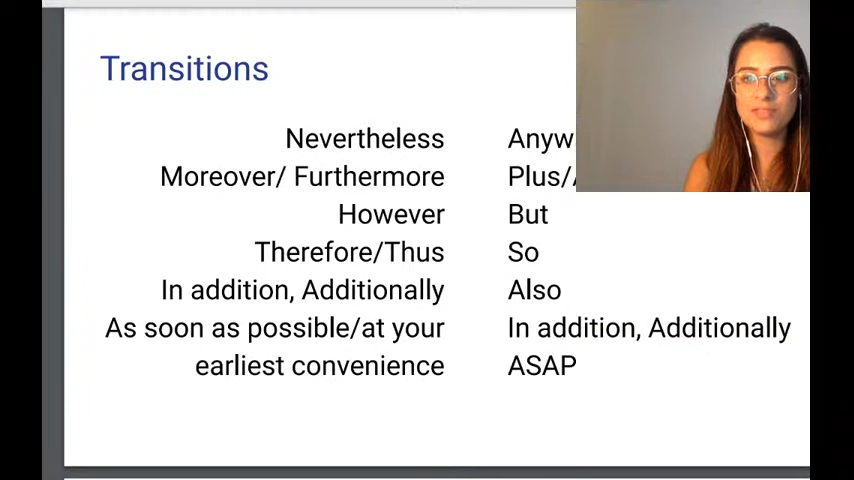 Transitions
Nevertheless
Moreover/ Furthermore
However
Therefore/Thus
In addition, Additionally
As soon as possible/at your
earliest convenience
Plus/
But
So
Also
In addition, Additionally
ASAP